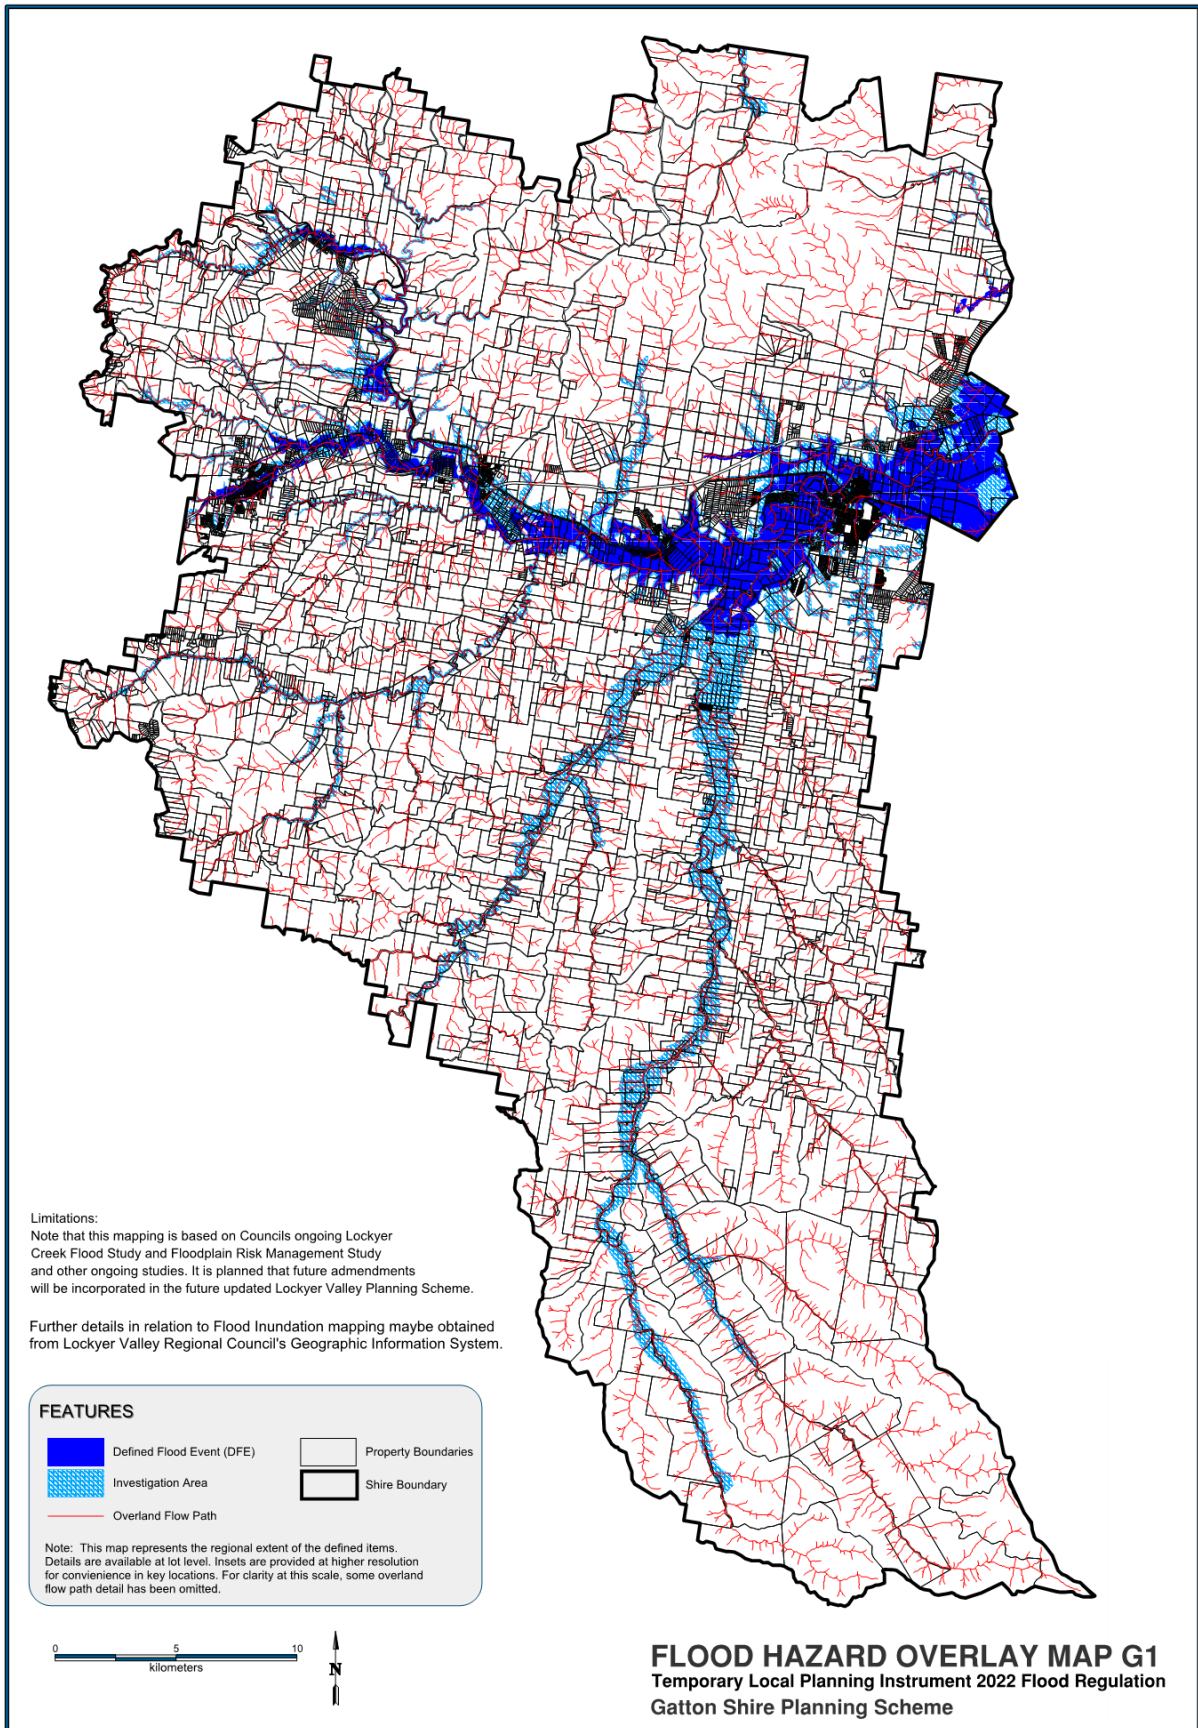 Limitations:
Note that this mapping is based on Councils ongoing Lockyer
Creek Flood Study and Floodplain Risk Management Study
and other ongoing studies. It is planned that future admendments
will be incorporated in the future updated Lockyer Valley Planning Scheme.
Further details in relation to Flood Inundation mapping maybe obtained
from Lockyer Valley Regional Council's Geographic Information System.
FEATURES
Defined Flood Event (DFE)
Property Boundaries
Investigation Area
Shire Boundary
Overland Flow Path
Note: This map represents the regional extent of the defined items.
Details are available at lot level. Insets are provided at higher resolution
for convenience in key locations. For clarity at this scale, some overland
flow path detail has been omitted.
0 5 10
kilometers
N
FLOOD HAZARD OVERLAY MAP G1
Temporary Local Planning Instrument 2022 Flood Regulation
Gatton Shire Planning Scheme